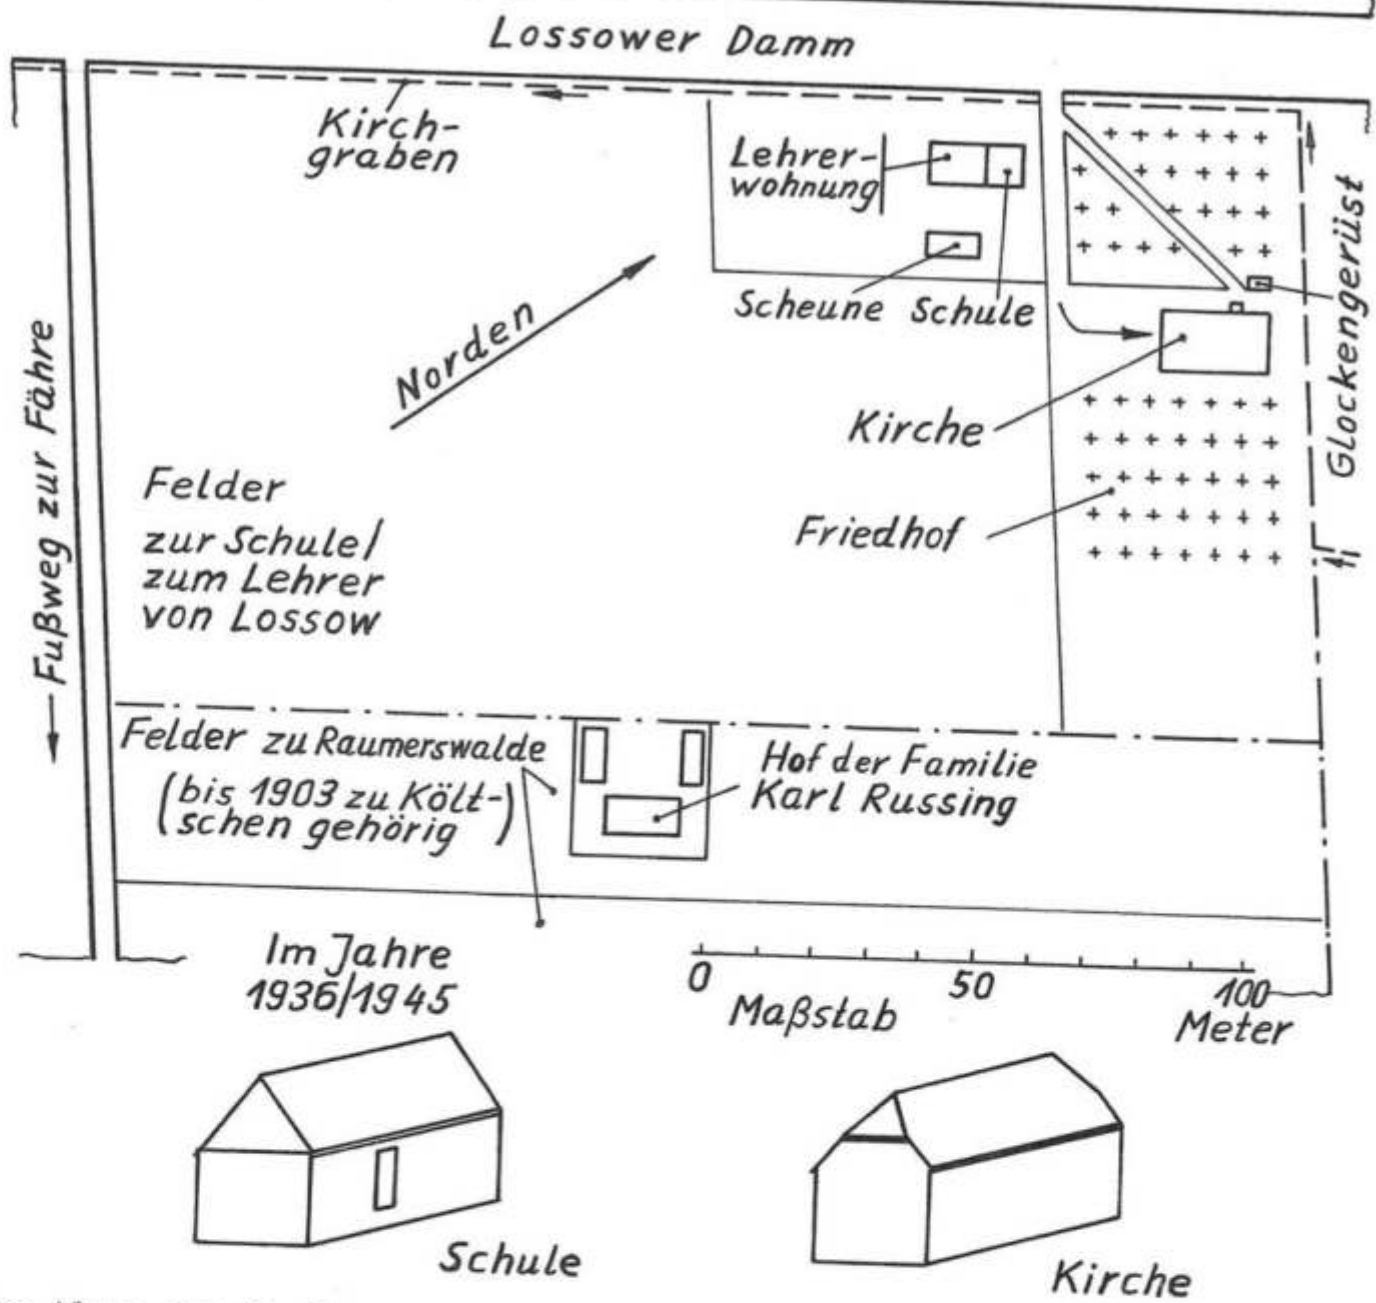 Lossower Damm
Kirch-
graben
Lehrer-
wohnung
Scheune
Schule
Glockengerüst
Norden
Kirche
Friedhof
Fußweg zur Fähre
Felder
zur Schule/
zum Lehrer
von Lossow
Felder zu Raumerswalde
(bis 1903 zu Költ-)
(schen gehörig)
Hof der Familie
Karl Russing
Im Jahre
1936/1945
0 50 100
Maßstab Meter
Schule
Kirche